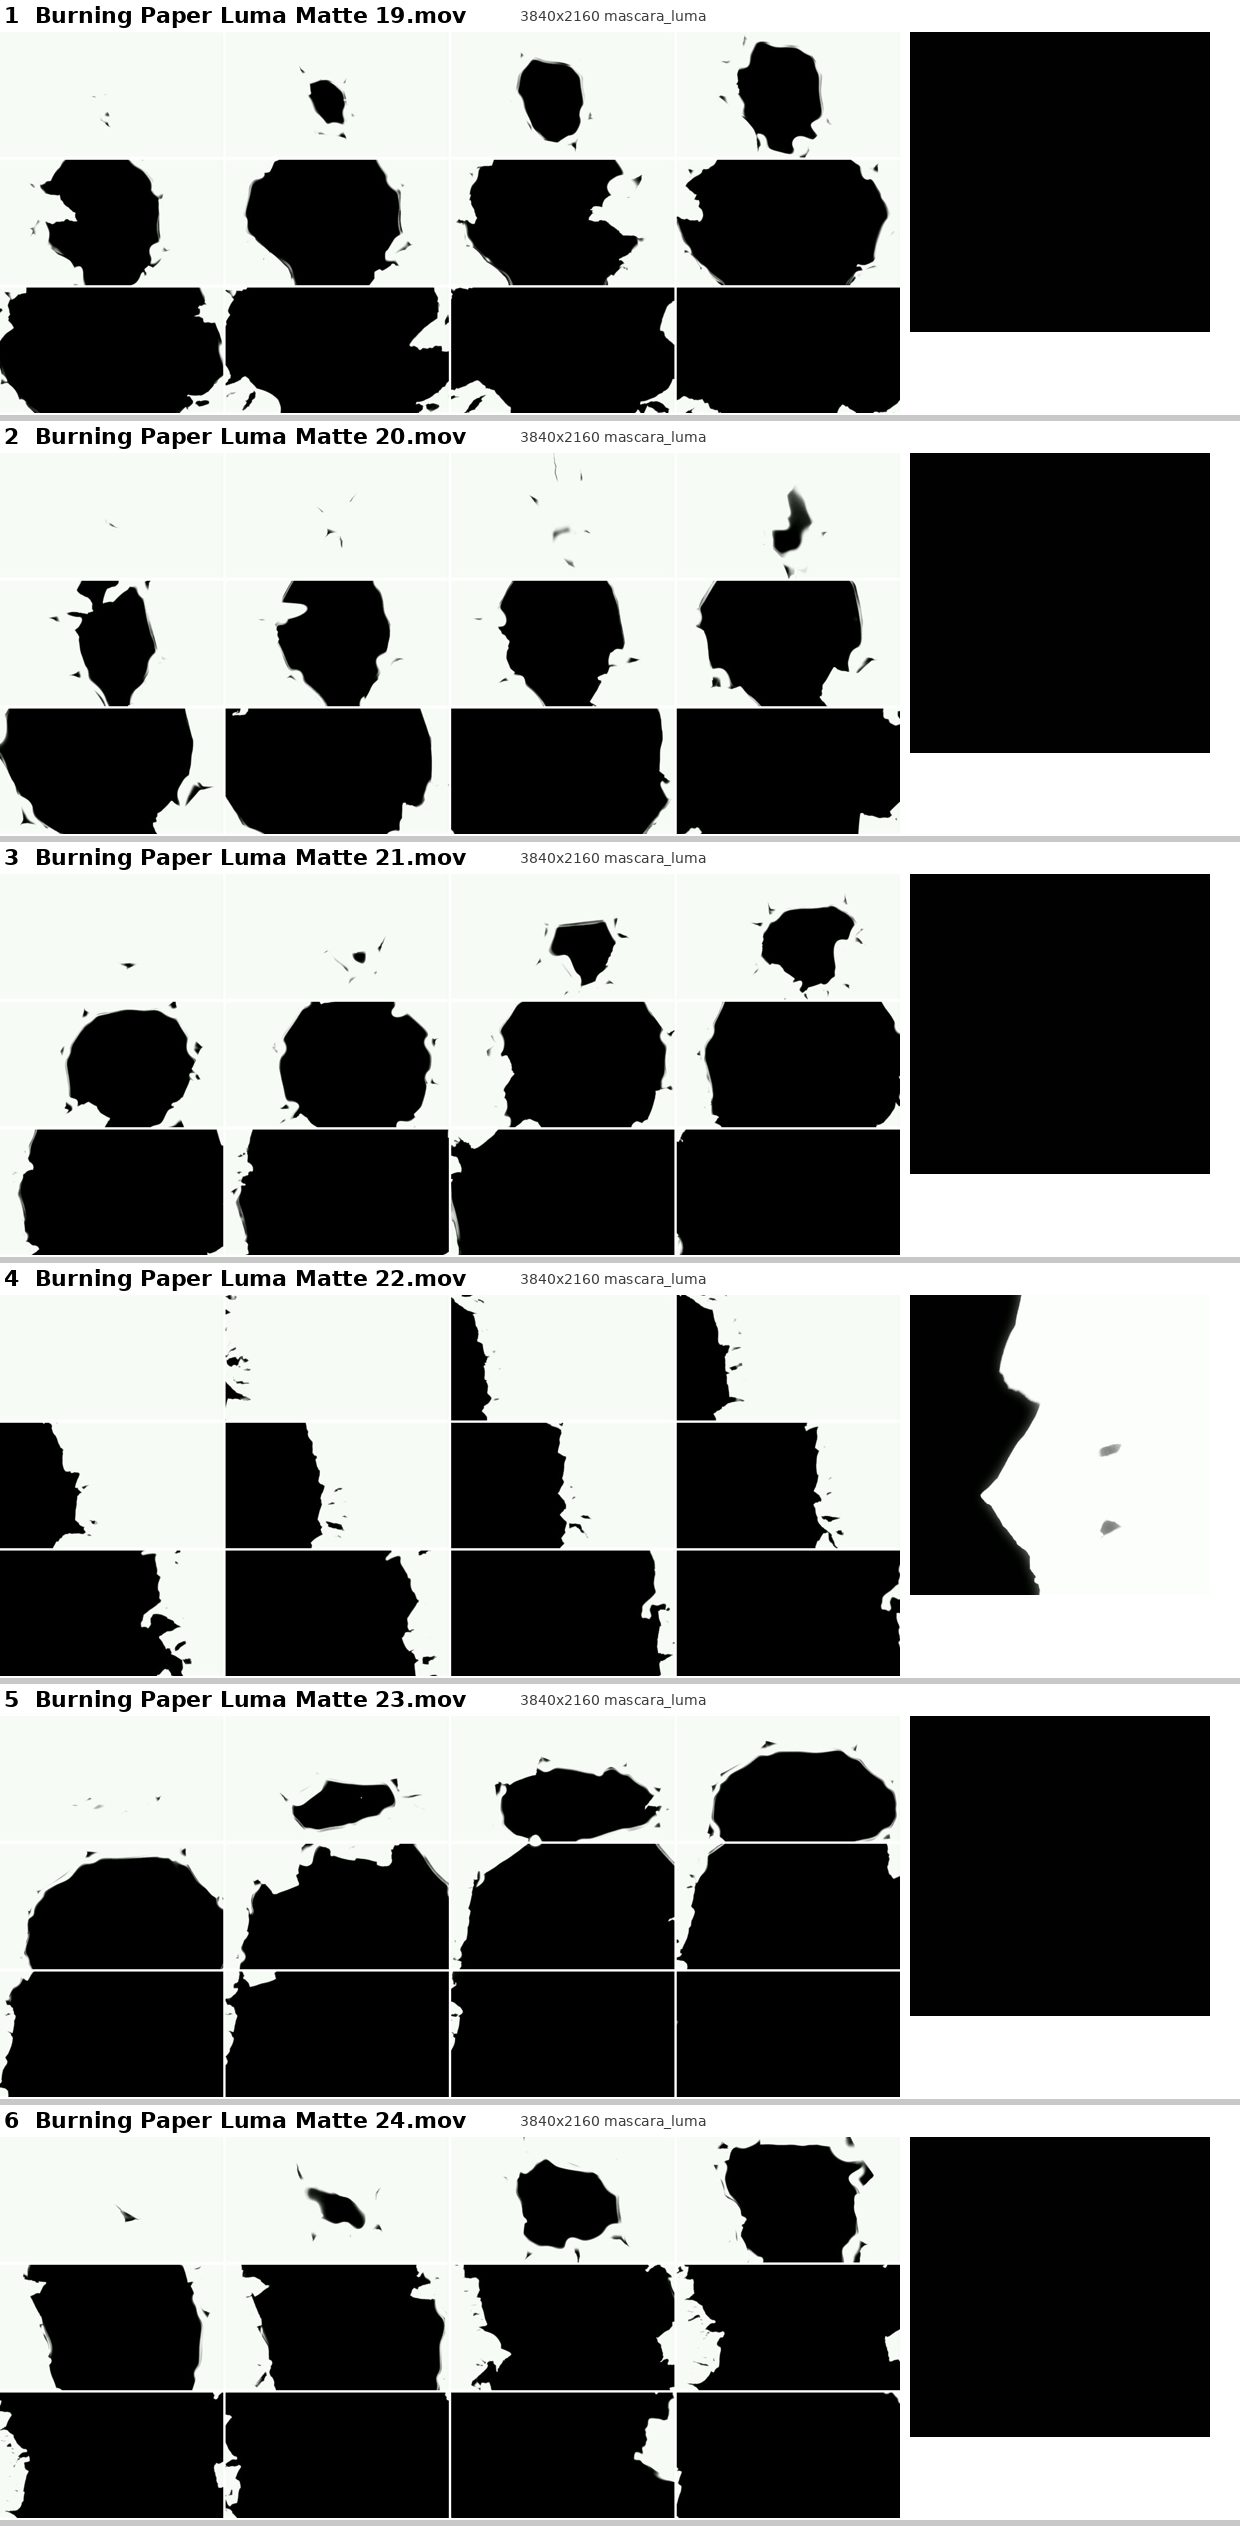 1 Burning Paper Luma Matte 19.mov 3840x2160 mascara_luma
2 Burning Paper Luma Matte 20.mov 3840x2160 mascara_luma
3 Burning Paper Luma Matte 21.mov 3840x2160 mascara_luma
4 Burning Paper Luma Matte 22.mov 3840x2160 mascara_luma
5 Burning Paper Luma Matte 23.mov 3840x2160 mascara_luma
6 Burning Paper Luma Matte 24.mov 3840x2160 mascara_luma